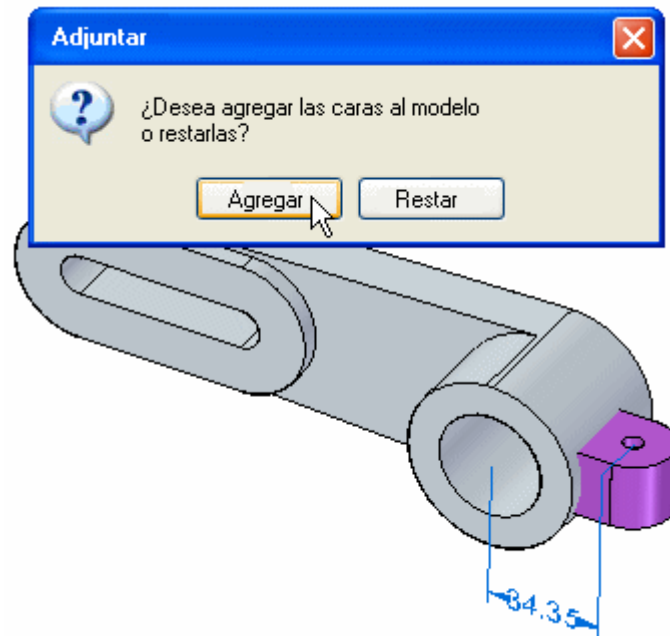 Adjuntar
¿Desea agregar las caras al modelo
o restarlas?
Agregar
Restar
34.35